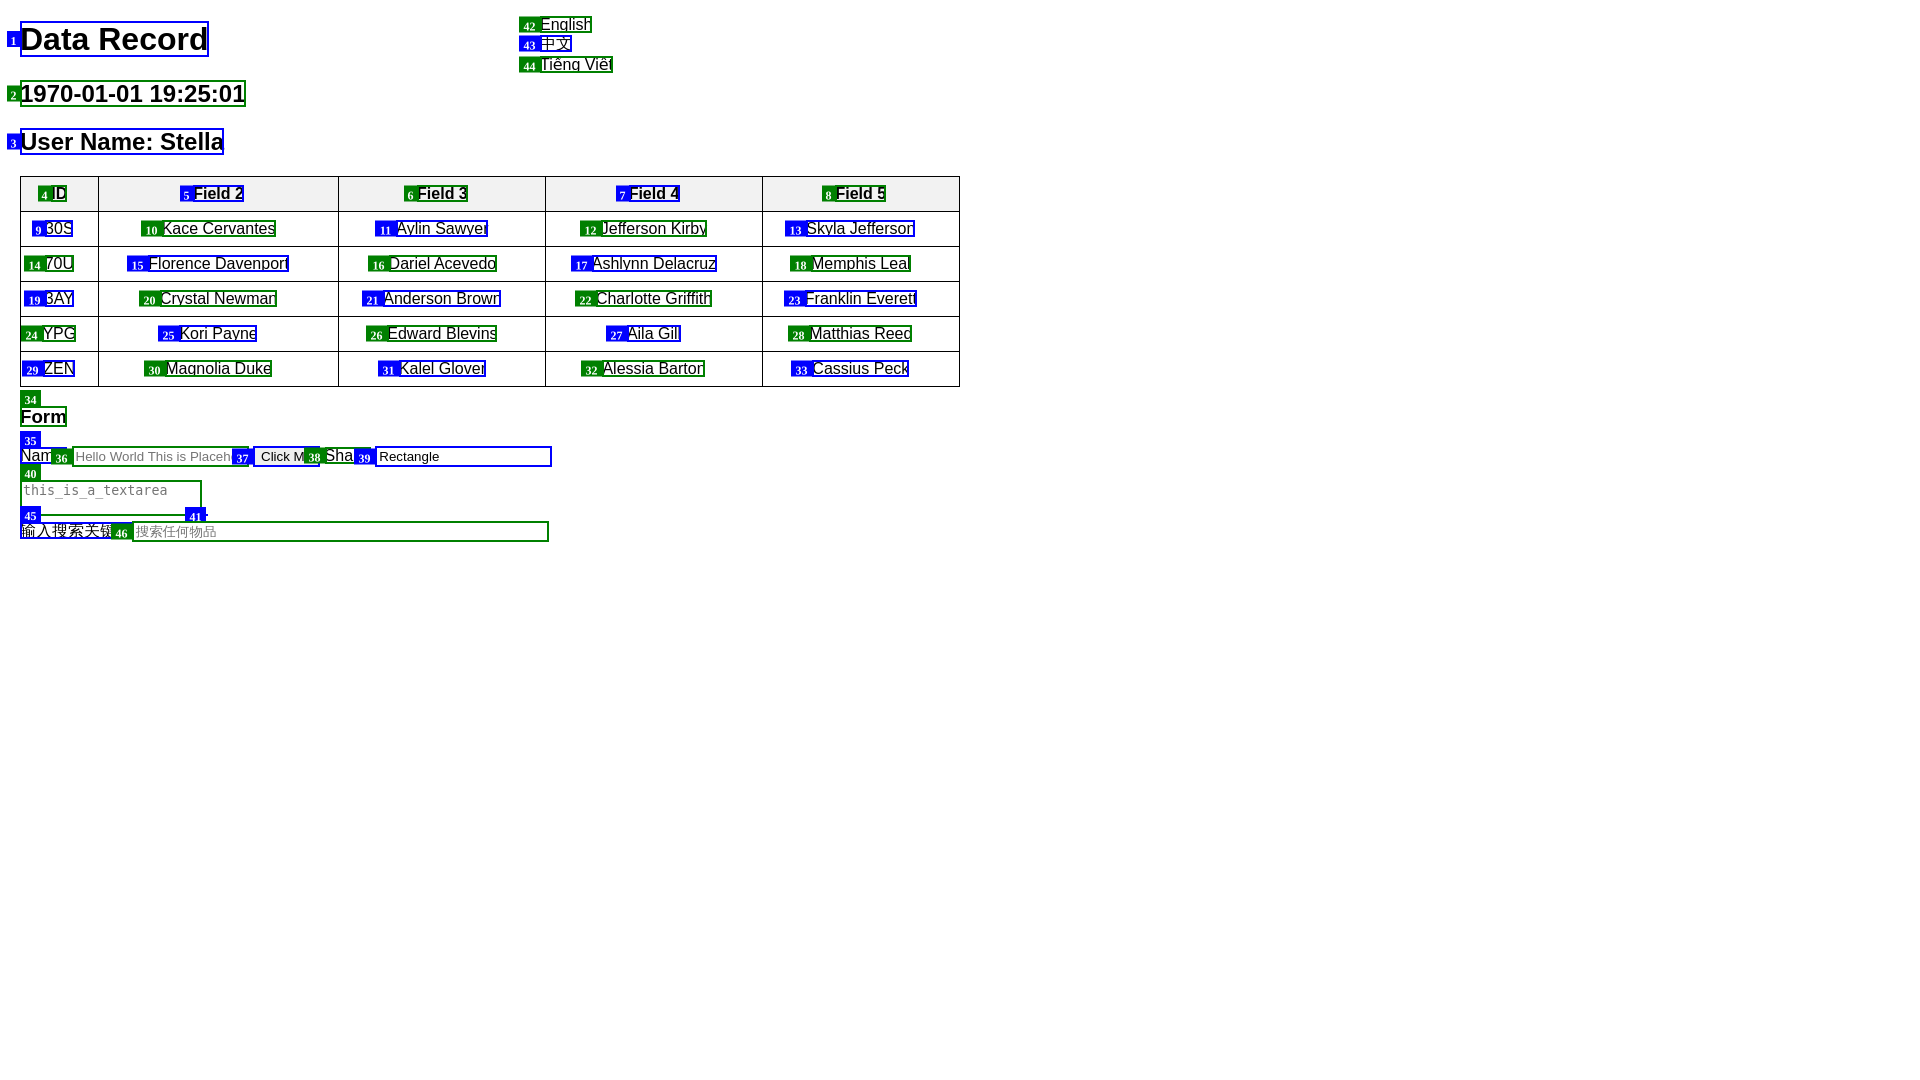 1 Data Record
42 English
43 中文
44 Tiếng Việt
2 1970-01-01 19:25:01
3 User Name: Stella
4 ID 5 Field 2 6 Field 3 7 Field 4 8 Field 5
9 30S 10 Kace Cervantes 11 Aylin Sawyer 12 Jefferson Kirby 13 Skyla Jefferson
14 70U 15 Florence Davenport 16 Dariel Acevedo 17 Ashlynn Delacruz 18 Memphis Leal
19 3AY 20 Crystal Newman 21 Anderson Brown 22 Charlotte Griffith 23 Franklin Everett
24 YPG 25 Kori Payne 26 Edward Blevins 27 Aila Gill 28 Matthias Reed
29 ZEN 30 Magnolia Duke 31 Kalel Glover 32 Alessia Barton 33 Cassius Peck
34
Form
35
Nam 36 Hello World This is Placeh 37 Click M 38 Sha 39 Rectangle
40
this_is_a_textarea
45 41
输入搜索关键 46 搜索任何物品